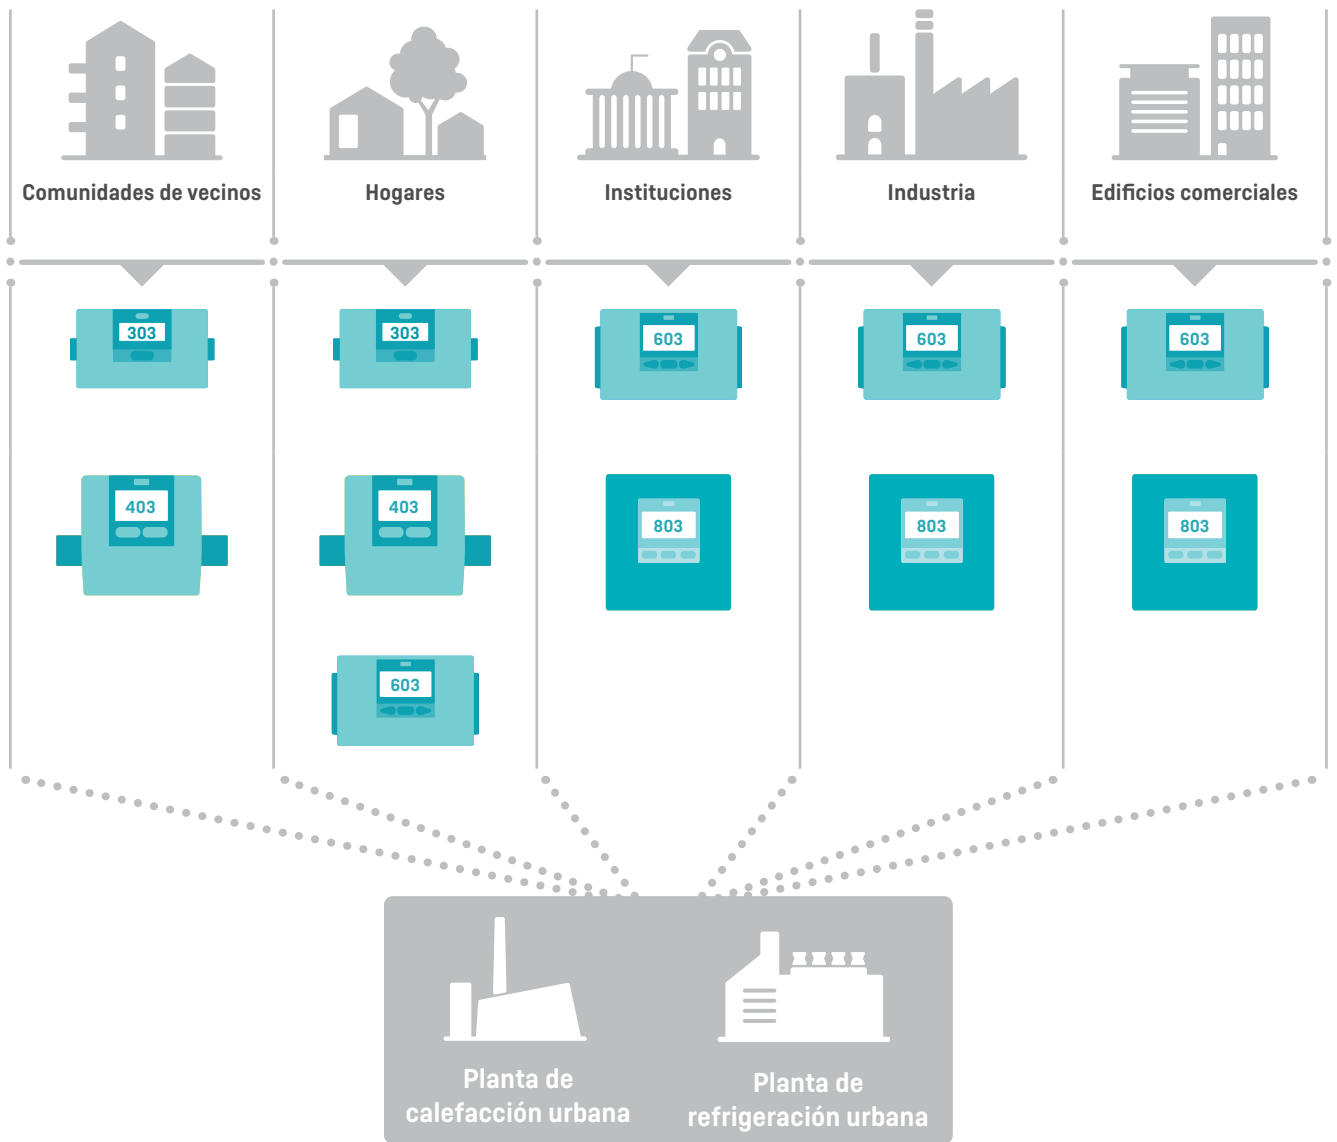 Comunidades de vecinos
Hogares
Instituciones
Industria
Edificios comerciales
303
303
603
603
603
403
403
803
803
803
603
Planta de
calefacción urbana
Planta de
refrigeración urbana